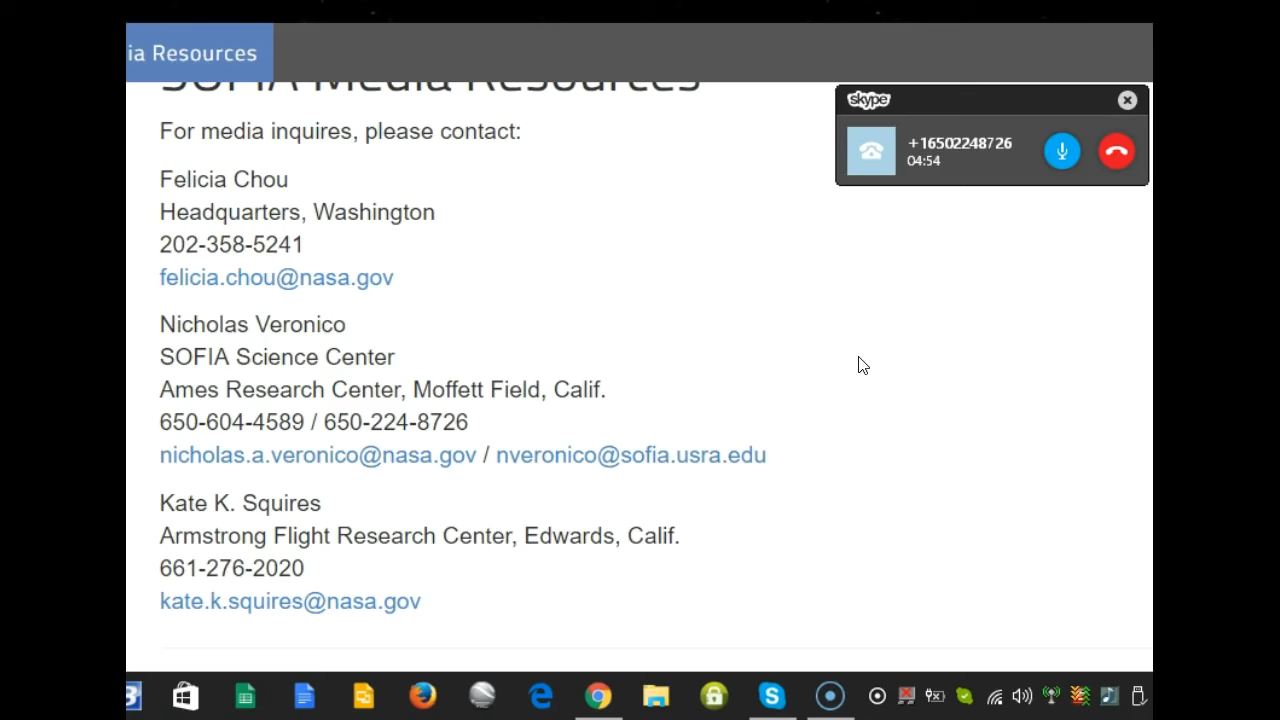 ia Resources
SOFIA Media Resources
For media inquires, please contact:
skype
+16502248726
04:54
Felicia Chou
Headquarters, Washington
202-358-5241
felicia.chou@nasa.gov
Nicholas Veronico
SOFIA Science Center
Ames Research Center, Moffett Field, Calif.
650-604-4589 / 650-224-8726
nicholas.a.veronico@nasa.gov / nveronico@sofia.usra.edu
Kate K. Squires
Armstrong Flight Research Center, Edwards, Calif.
661-276-2020
kate.k.squires@nasa.gov